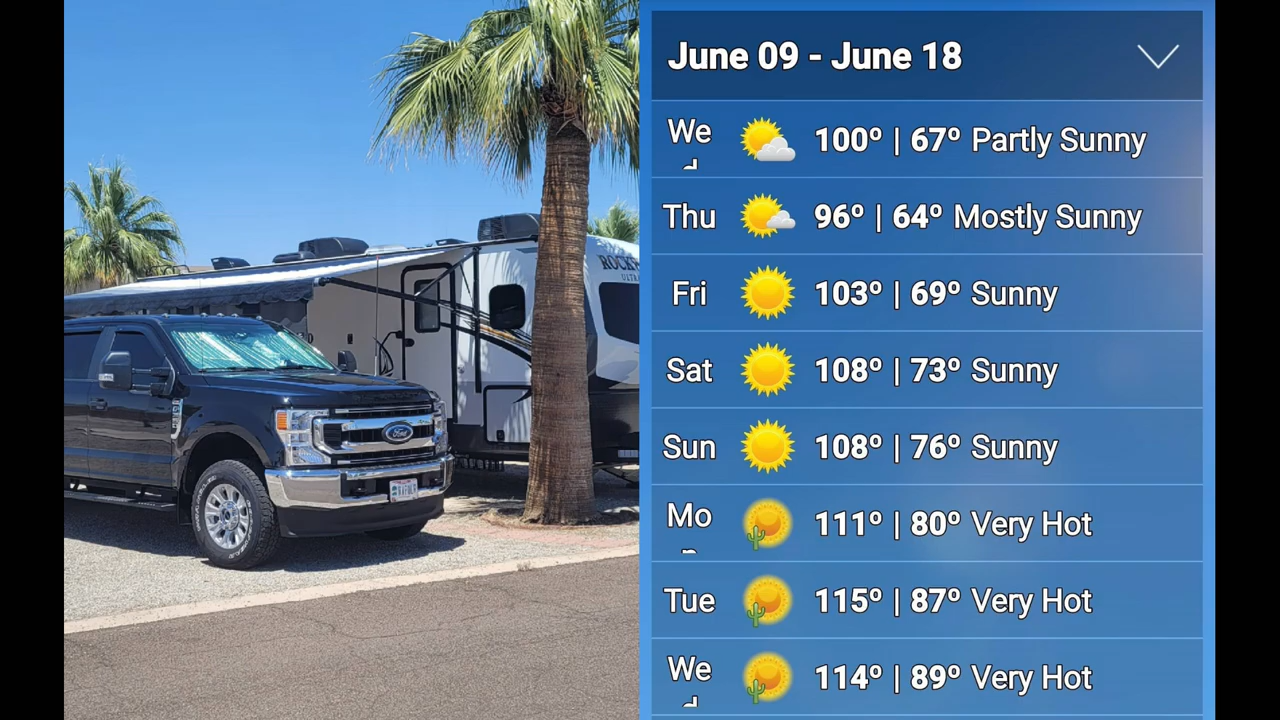 June 09 - June 18
We
100° | 67° Partly Sunny
Thu
96° | 64° Mostly Sunny
Fri
103° | 69° Sunny
Sat
108° | 73° Sunny
Sun
108° | 76° Sunny
Mo
111° | 80° Very Hot
Tue
115° | 87° Very Hot
We
114° | 89° Very Hot
Ford